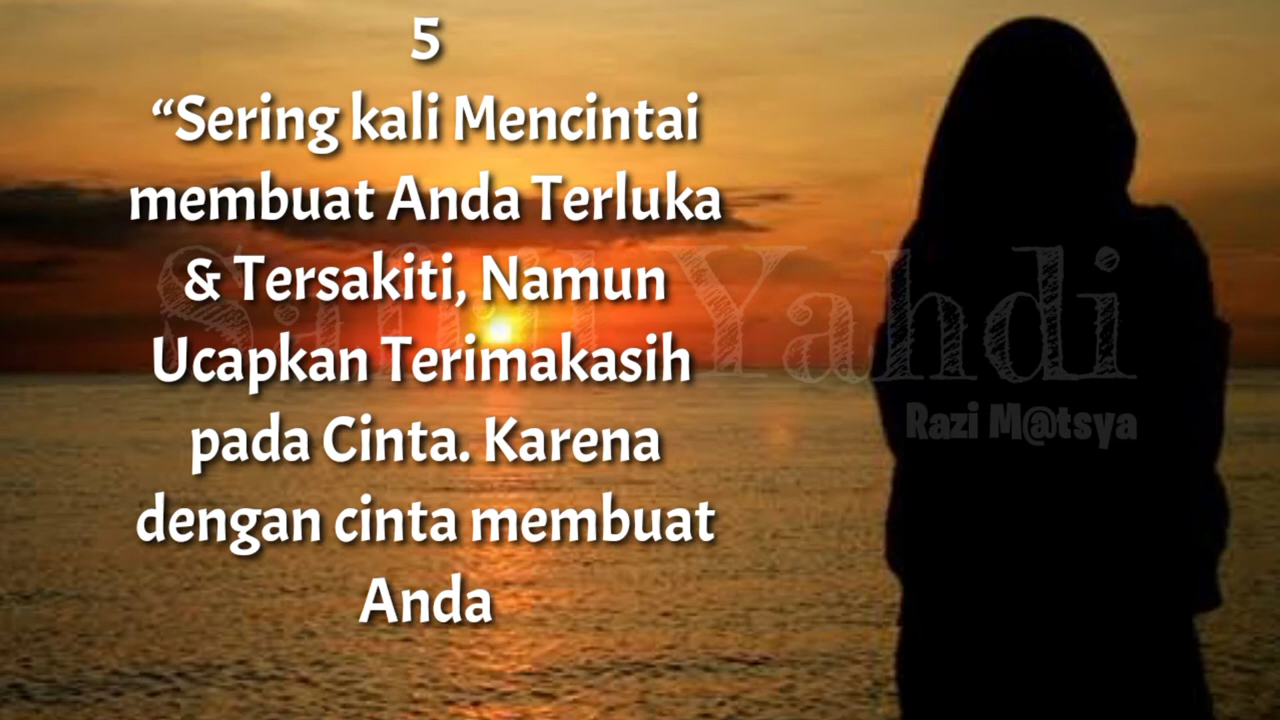 5
“Sering kali Mencintai
membuat Anda Terluka
& Tersakiti, Namun
Ucapkan Terimakasih
pada Cinta. Karena
dengan cinta membuat
Anda
Yahdi
Razi M@tsya